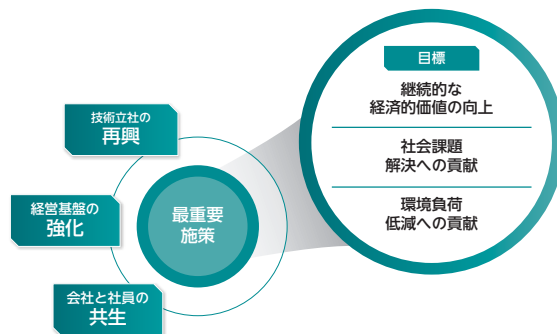 技術立社の
再興
経営基盤の
強化
会社と社員の
共生
最重要
施策
目標
継続的な
経済的価値の向上
社会課題
解決への貢献
環境負荷
低減への貢献